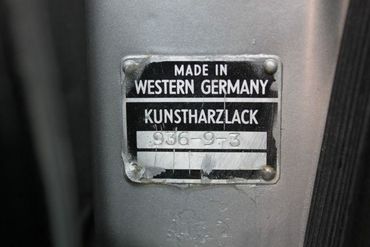 MADE IN
WESTERN GERMANY
KUNSTHARZLACK
936-9-3